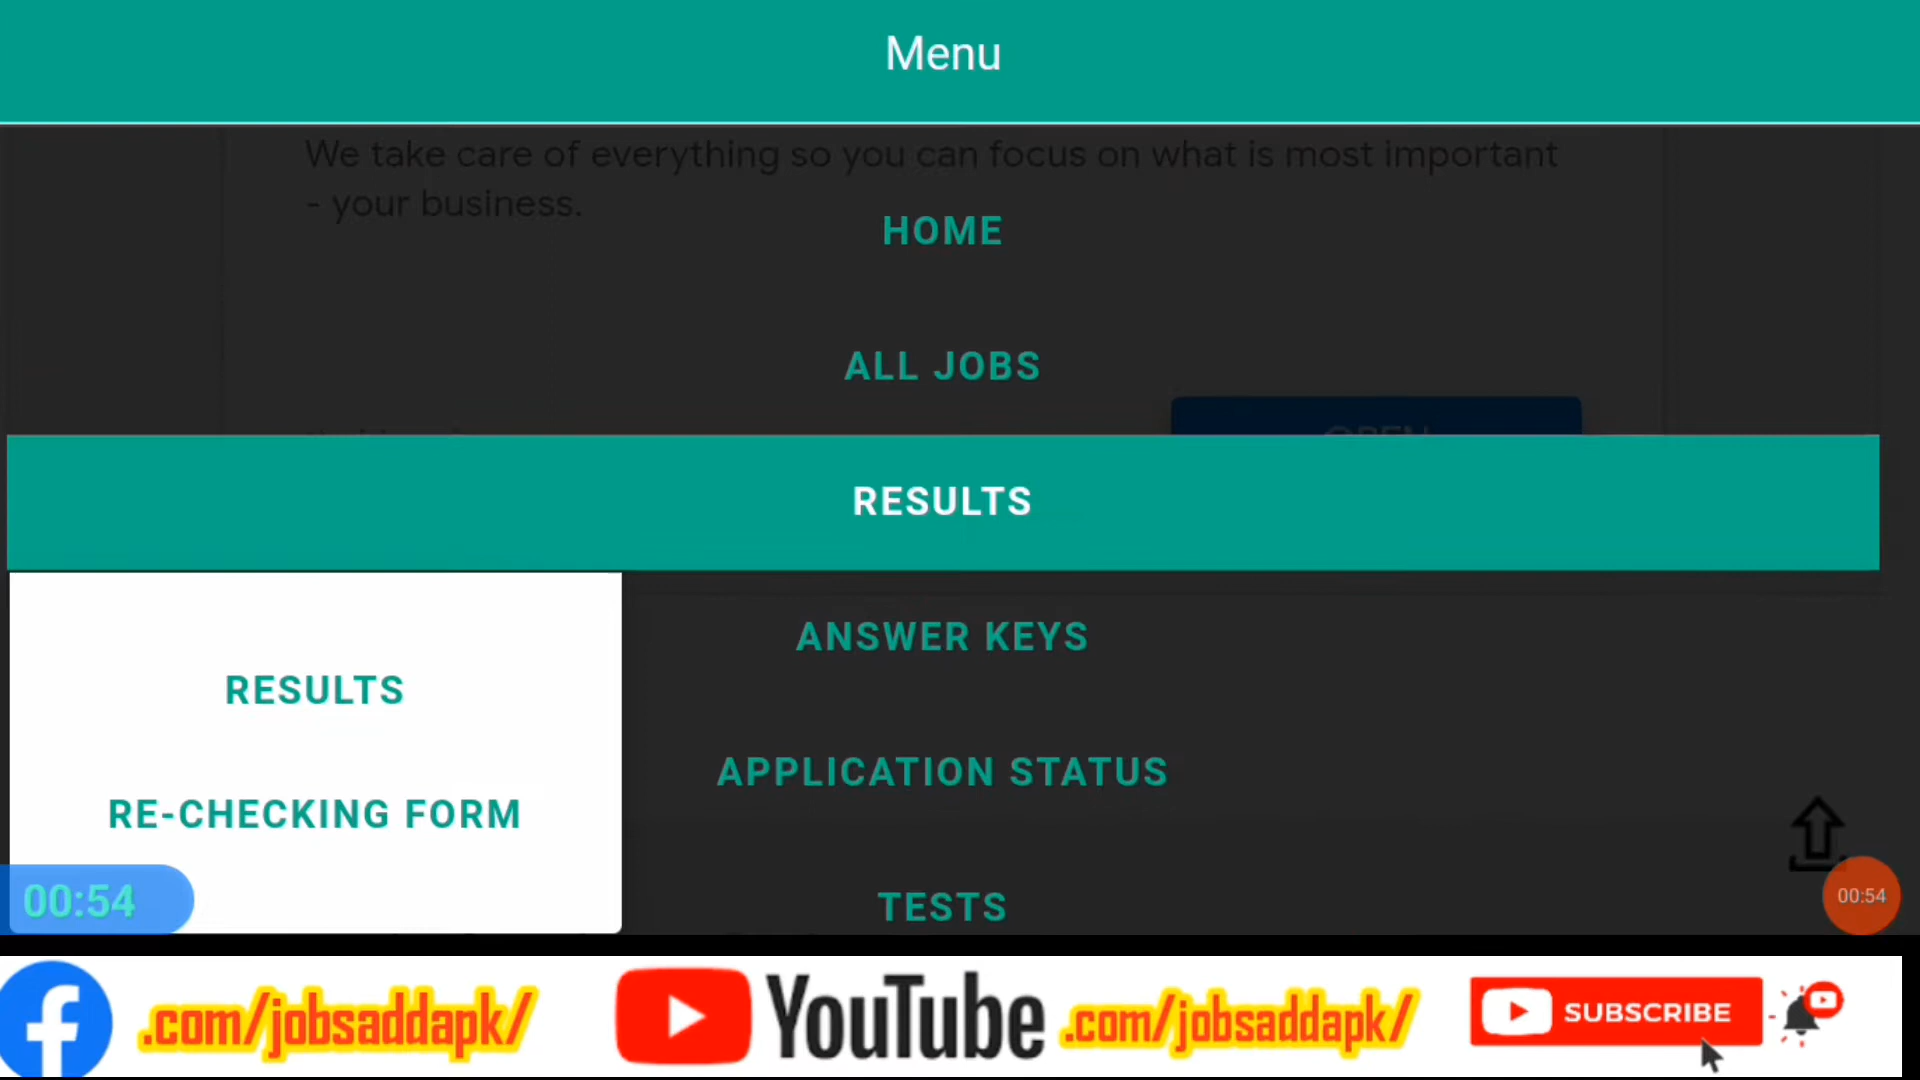 Menu
We take care of everything so you can focus on what is most important
- your business.
HOME
ALL JOBS
OPEN
RESULTS
ANSWER KEYS
RESULTS
APPLICATION STATUS
RE-CHECKING FORM
00:54
00:54
TESTS
.com/jobsaddapk/
YouTube
.com/jobsaddapk/
SUBSCRIBE